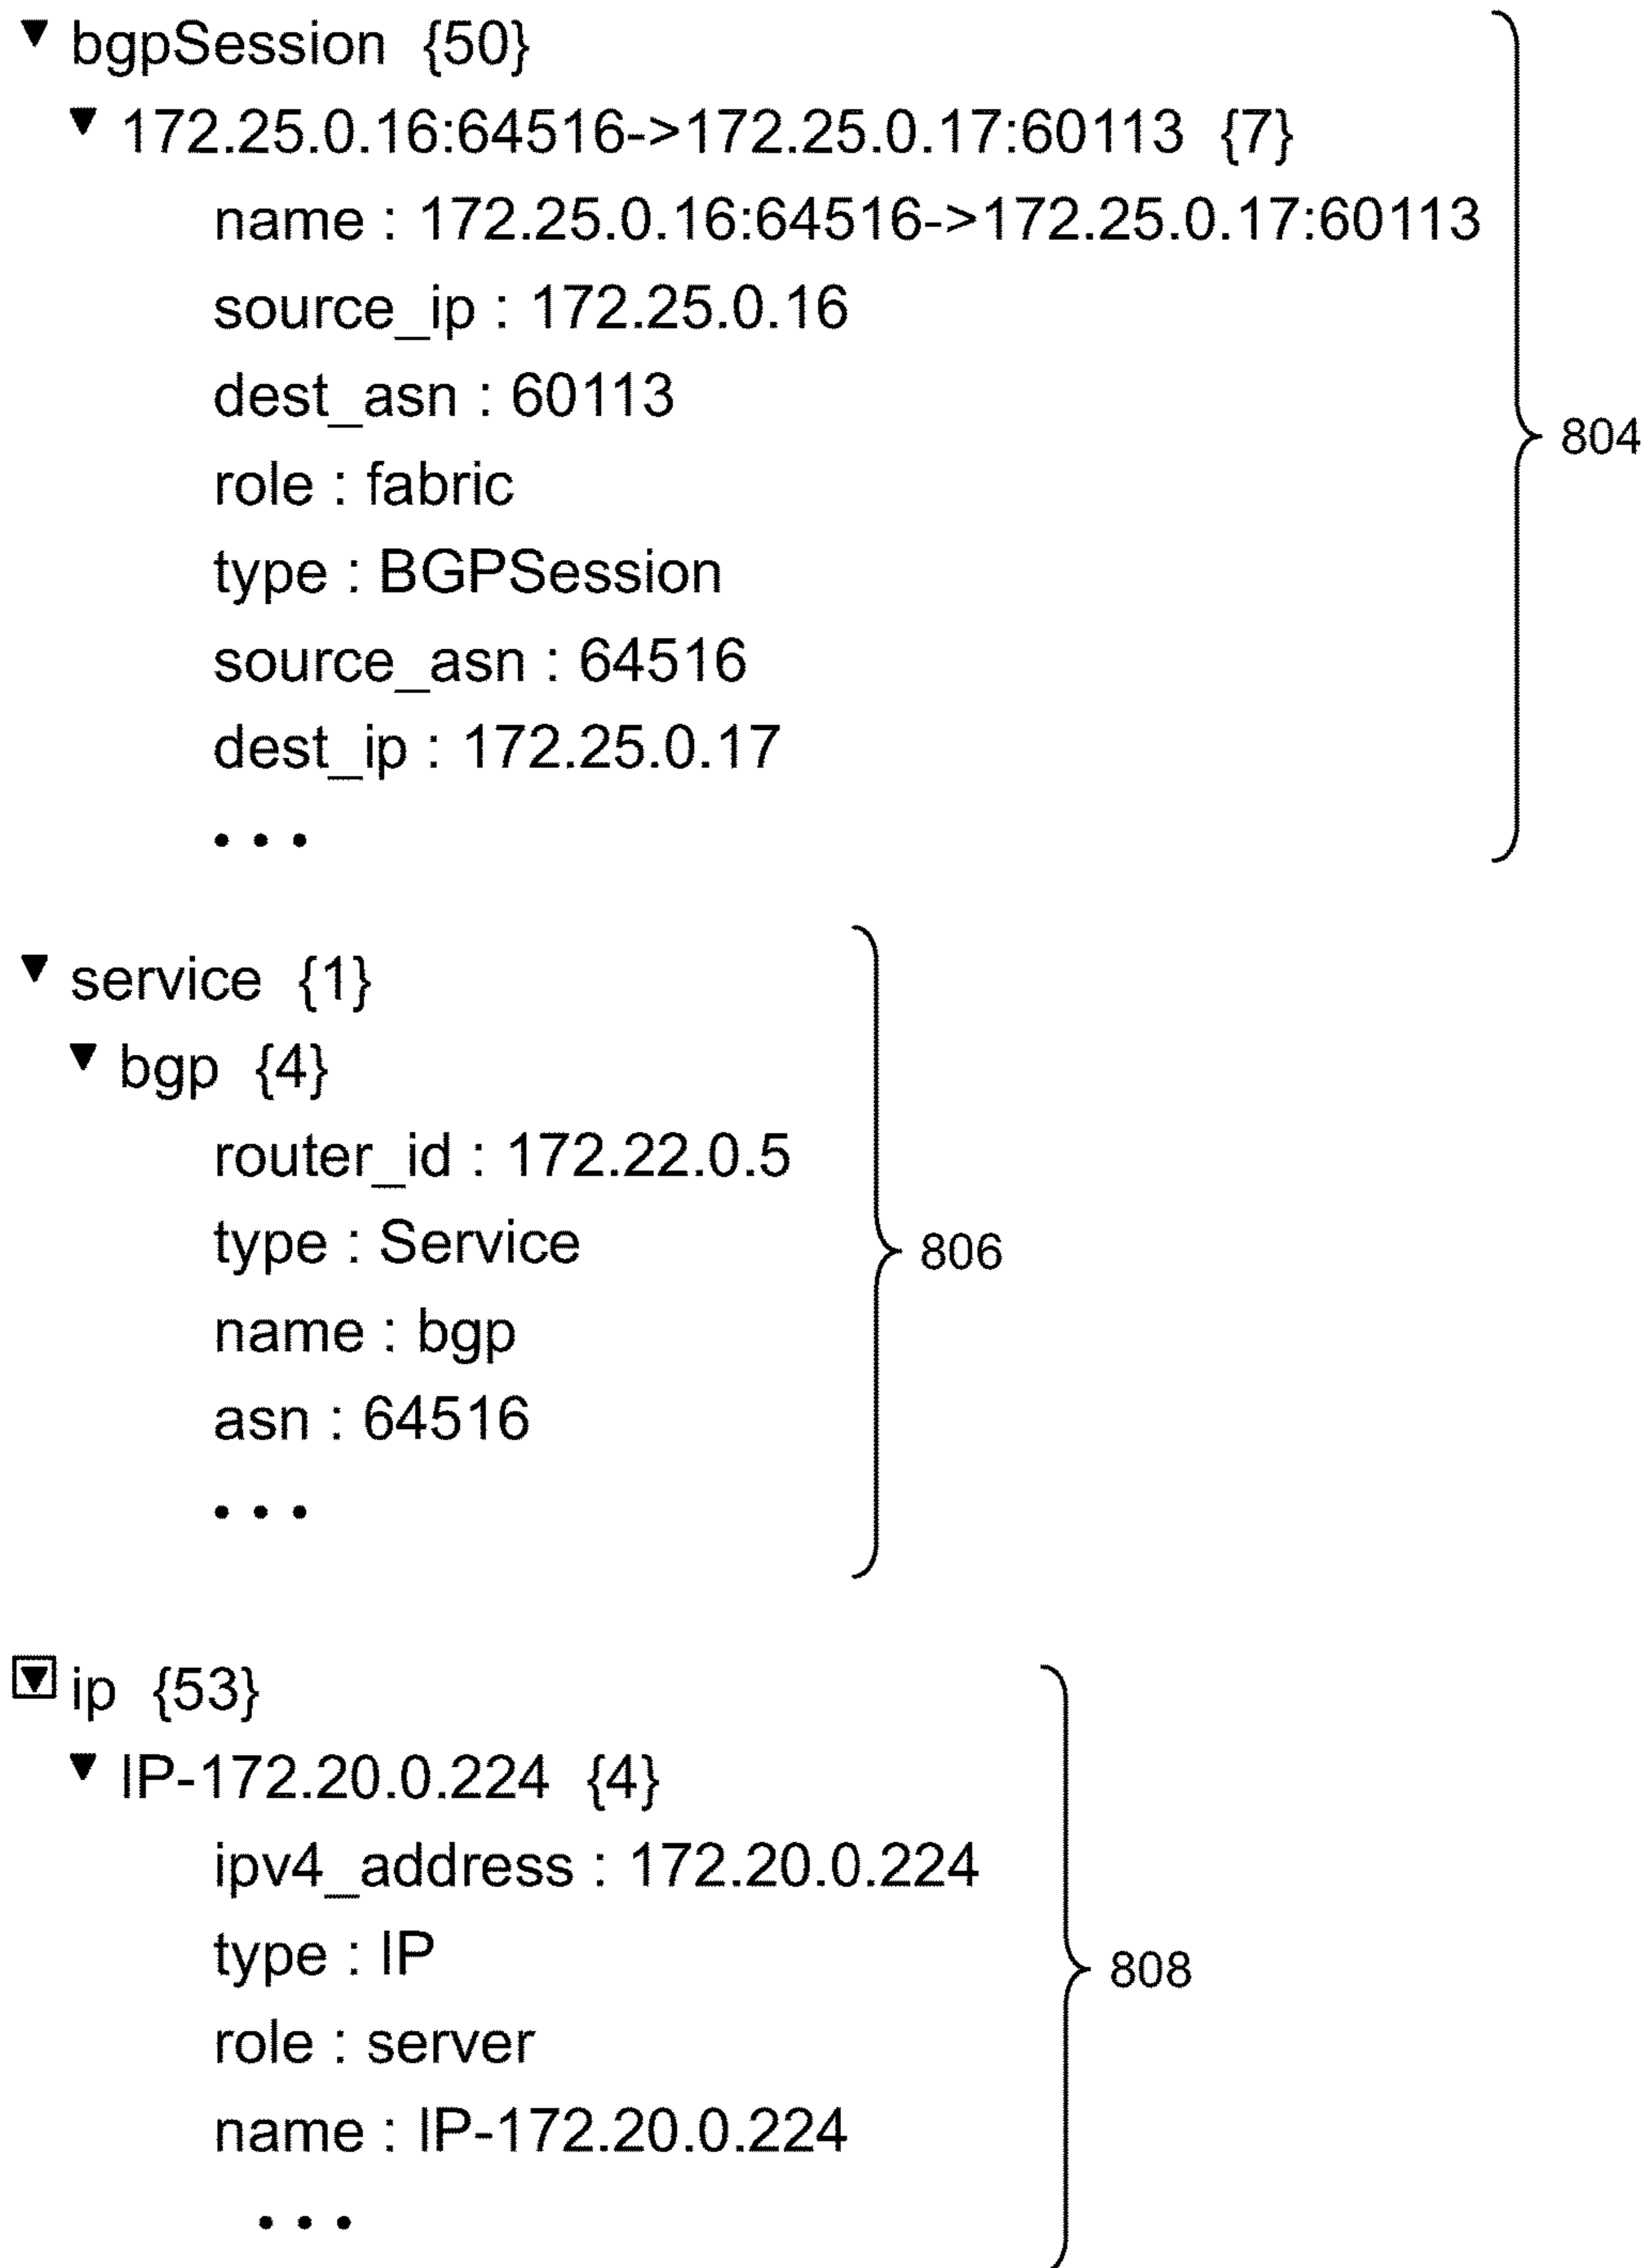 ▼ bgpSession {50}
▼ 172.25.0.16:64516->172.25.0.17:60113 {7}
name : 172.25.0.16:64516->172.25.0.17:60113
source_ip : 172.25.0.16
dest_asn : 60113
role : fabric
type : BGPSession
source_asn : 64516
dest_ip : 172.25.0.17
• • •
804
▼ service {1}
▼ bgp {4}
router_id : 172.22.0.5
type : Service
name : bgp
asn : 64516
• • •
806
▼ ip {53}
▼ IP-172.20.0.224 {4}
ipv4_address : 172.20.0.224
type : IP
role : server
name : IP-172.20.0.224
• • •
808